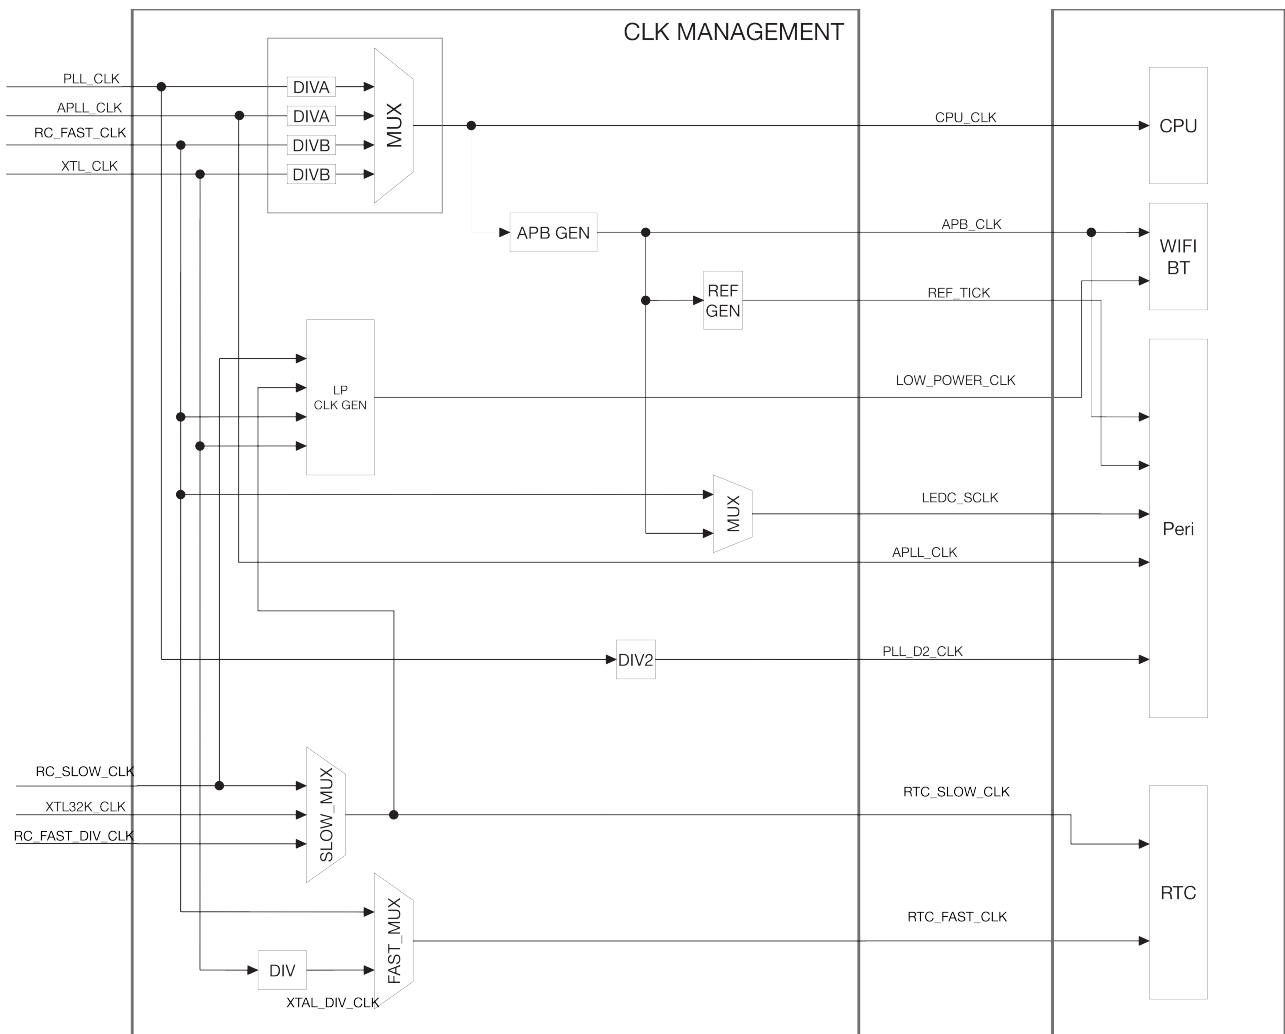 CLK MANAGEMENT
PLL_CLK
DIVA
APLL_CLK
DIVA
RC_FAST_CLK
DIVB
XTL_CLK
DIVB
MUX
CPU_CLK
CPU
APB GEN
APB_CLK
WIFI
BT
REF
GEN
REF_TICK
LP
CLK GEN
LOW_POWER_CLK
MUX
LEDC_SCLK
Peri
APLL_CLK
DIV2
PLL_D2_CLK
RC_SLOW_CLK
XTL32K_CLK
RC_FAST_DIV_CLK
SLOW_MUX
RTC_SLOW_CLK
RTC
FAST_MUX
RTC_FAST_CLK
DIV
XTAL_DIV_CLK